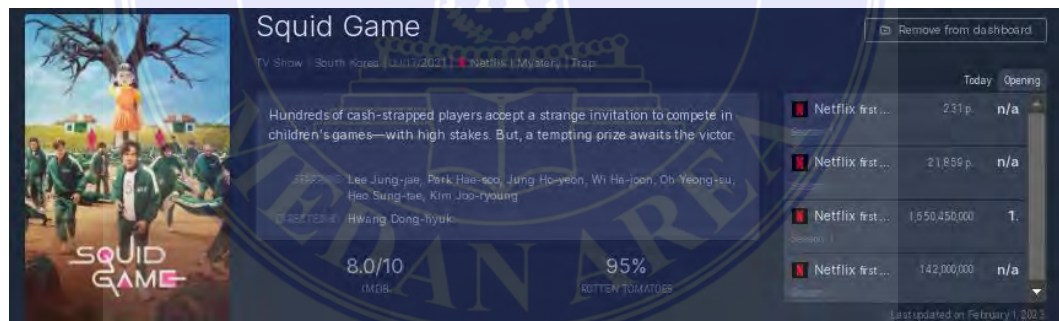 Squid Game
Remove from dashboard
TV Show | South Korea | 09/17/2021 | Netflix | Mystery | Trap
Today Opening
Hundreds of cash-strapped players accept a strange invitation to compete in
children's games—with high stakes. But, a tempting prize awaits the victor.
STARRING Lee Jung-jae, Park Hae-soo, Jung Ho-yeon, Wi Ha-joon, Oh Yeong-su,
Heo Sung-tae, Kim Joo-ryoung
DIRECTED BY Hwang Dong-hyuk
8.0/10
IMDB
95%
ROTTEN TOMATOES
Netflix first ... 231 p. n/a
Netflix first ... 21,859 p. n/a
Netflix first ... 1,650,450,000 1.
Season 1
Netflix first ... 142,000,000 n/a
Last updated on February 1, 2023
SQUID
GAME
MEDAN AREA